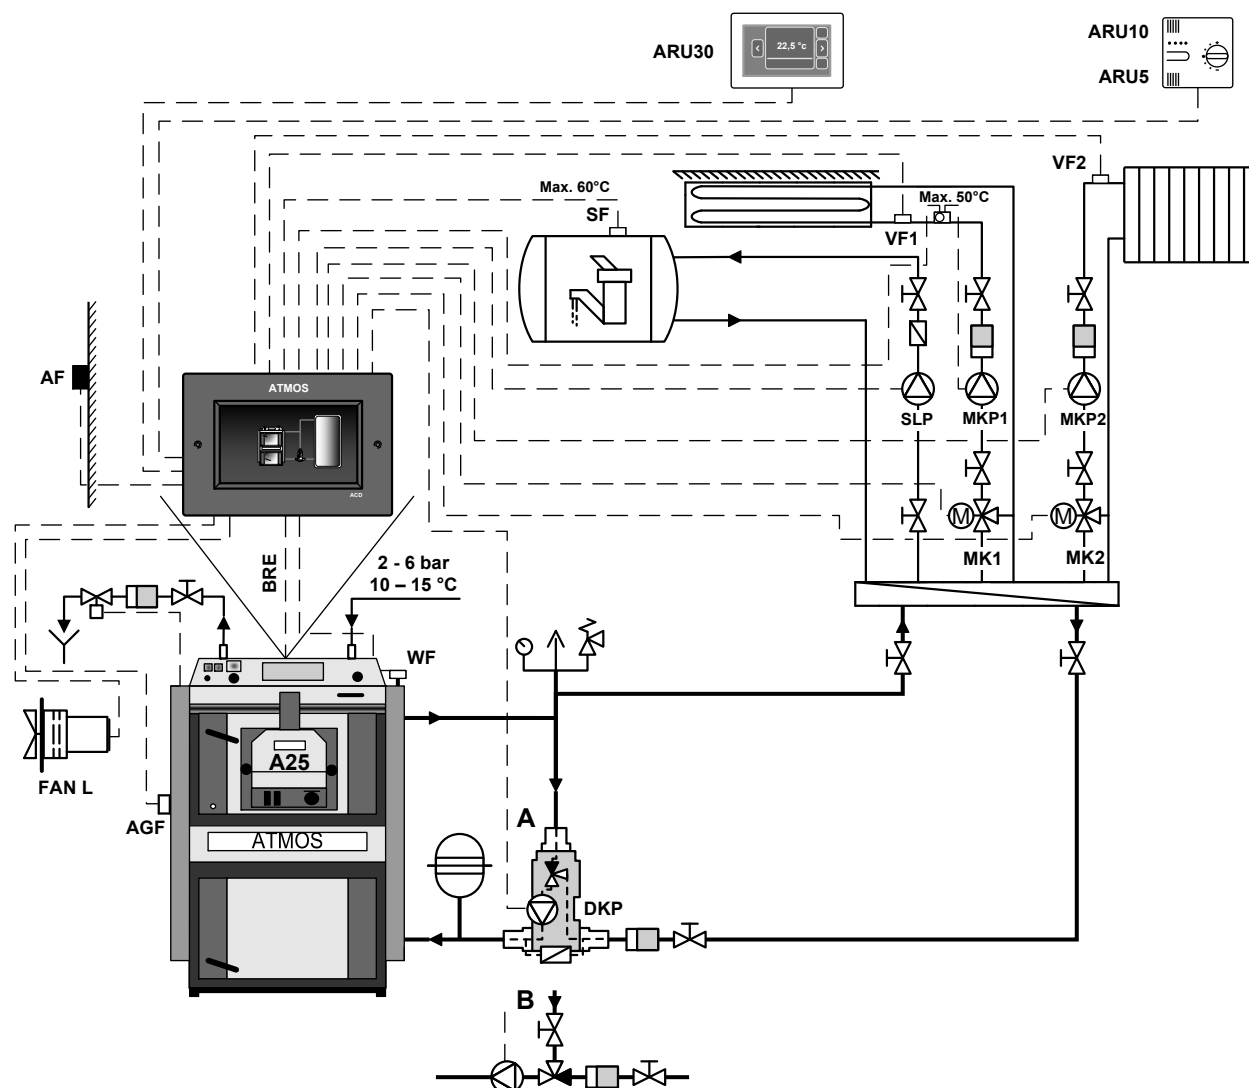 ARU30
22,5 °c
ARU10
ARU5
VF2
Max. 60°C
Max. 50°C
SF
VF1
AF
ATMOS
ACD
SLP
MKP1
MKP2
M
M
MK1
MK2
BRE
2 - 6 bar
10 – 15 °C
WF
FAN L
A25
AGF
ATMOS
A
DKP
B